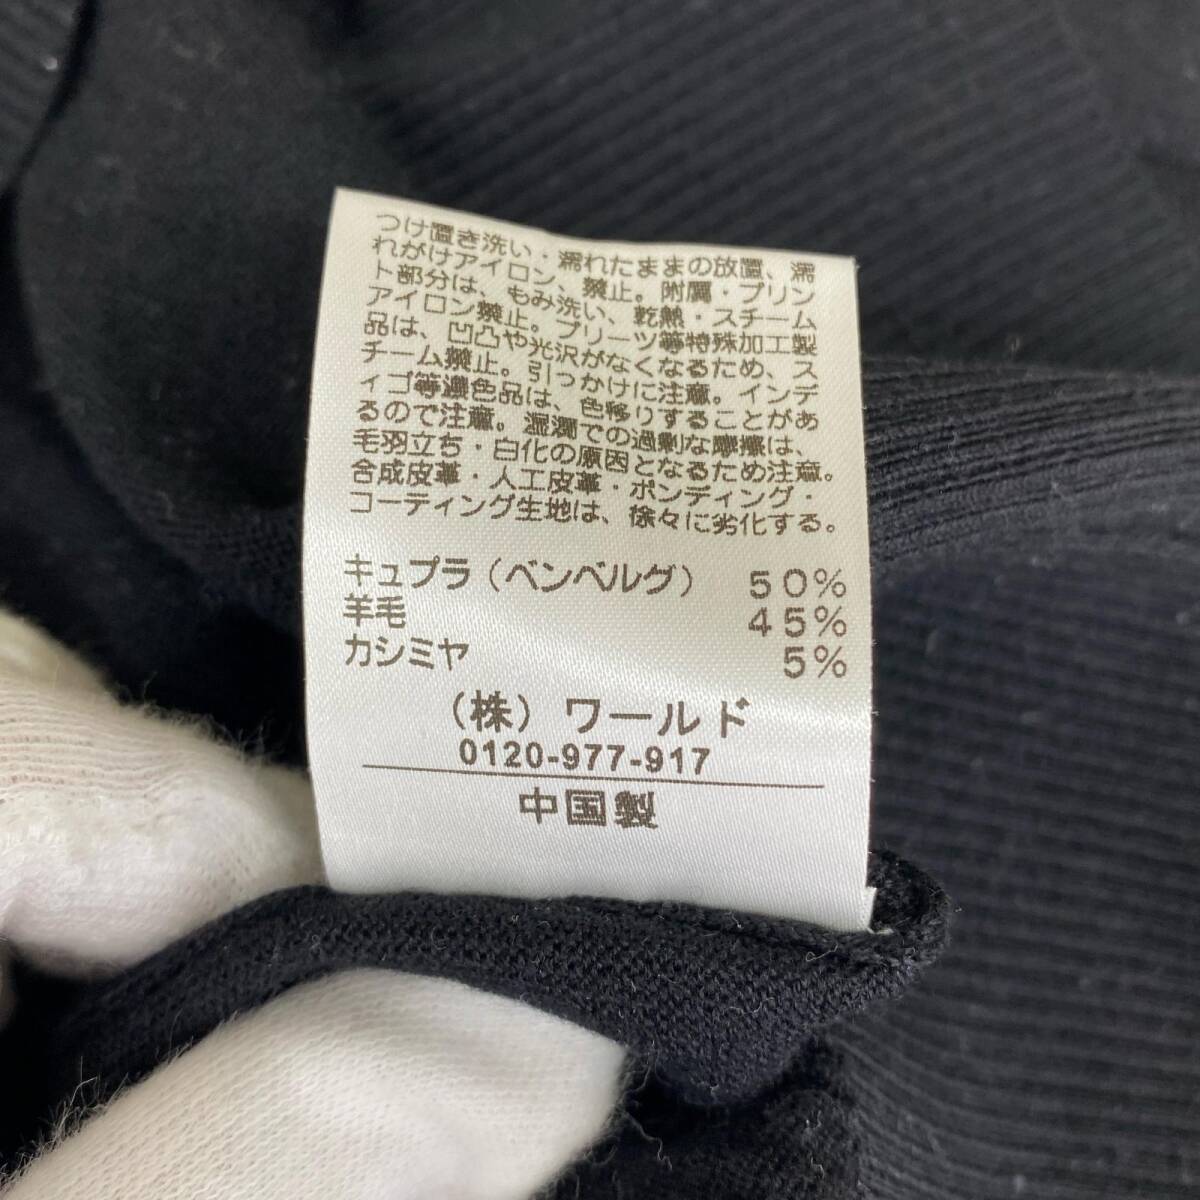 つけ置き洗い・濡れたままの放置、濡
れがけアイロン、禁止。附属・プリン
ト部分は、もみ洗い、乾熱・スチーム
アイロン禁止。プリーツ等特殊加工製
品は、凹凸や光沢がなくなるため、ス
チーム禁止。引っかけに注意。インデ
ィゴ等濃色品は、色移りすることがあ
るので注意。湿潤での過剰な摩擦は、
毛羽立ち・白化の原因となるため注意。
合成皮革・人工皮革・ボンディング・
コーティング生地は、徐々に劣化する。
キュプラ（ベンベルグ） 50%
羊毛 45%
カシミヤ 5%
（株）ワールド
0120-977-917
中国製